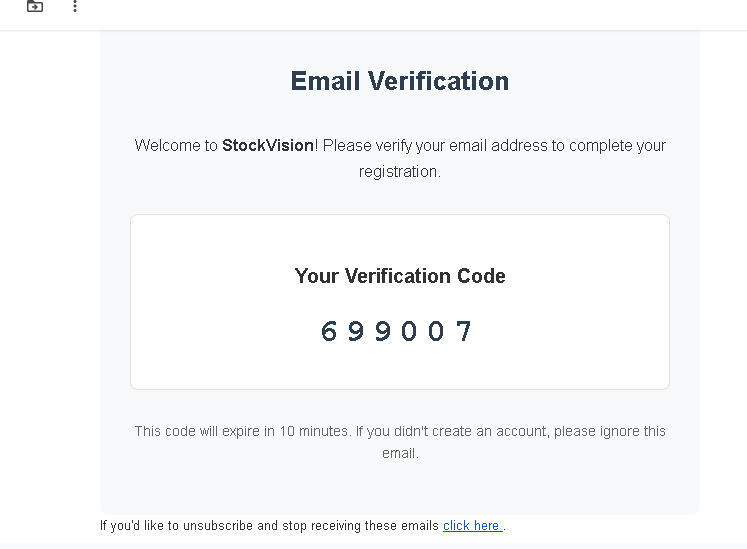 Email Verification
Welcome to StockVision! Please verify your email address to complete your
registration.
Your Verification Code
699007
This code will expire in 10 minutes. If you didn't create an account, please ignore this
email.
If you'd like to unsubscribe and stop receiving these emails click here .